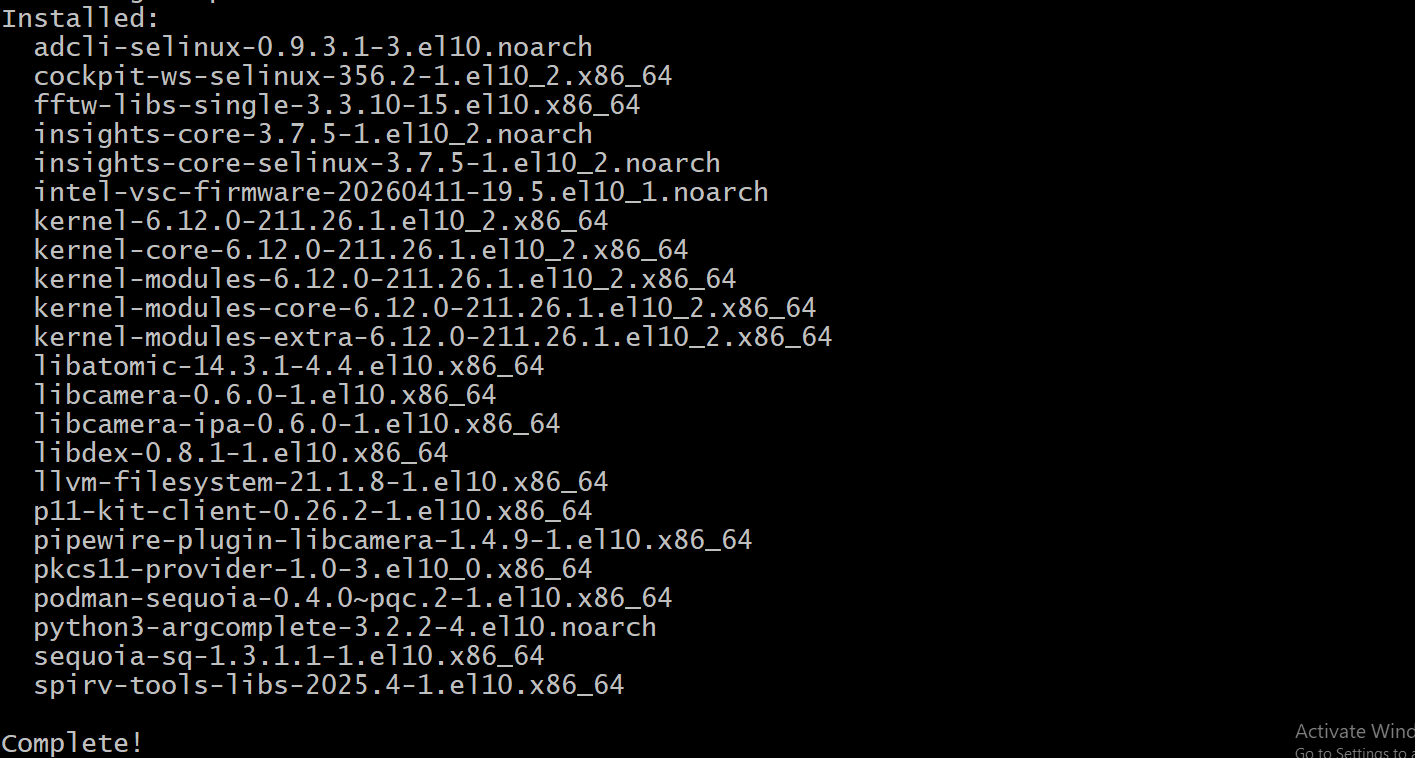 Installed:
adcli-selinux-0.9.3.1-3.el10.noarch
cockpit-ws-selinux-356.2-1.el10_2.x86_64
fftw-libs-single-3.3.10-15.el10.x86_64
insights-core-3.7.5-1.el10_2.noarch
insights-core-selinux-3.7.5-1.el10_2.noarch
intel-vsc-firmware-20260411-19.5.el10_1.noarch
kernel-6.12.0-211.26.1.el10_2.x86_64
kernel-core-6.12.0-211.26.1.el10_2.x86_64
kernel-modules-6.12.0-211.26.1.el10_2.x86_64
kernel-modules-core-6.12.0-211.26.1.el10_2.x86_64
kernel-modules-extra-6.12.0-211.26.1.el10_2.x86_64
libatomic-14.3.1-4.4.el10.x86_64
libcamera-0.6.0-1.el10.x86_64
libcamera-ipa-0.6.0-1.el10.x86_64
libdex-0.8.1-1.el10.x86_64
llvm-filesystem-21.1.8-1.el10.x86_64
p11-kit-client-0.26.2-1.el10.x86_64
pipewire-plugin-libcamera-1.4.9-1.el10.x86_64
pkcs11-provider-1.0-3.el10_0.x86_64
podman-sequoia-0.4.0~pqc.2-1.el10.x86_64
python3-argcomplete-3.2.2-4.el10.noarch
sequoia-sq-1.3.1.1-1.el10.x86_64
spirv-tools-libs-2025.4-1.el10.x86_64
Complete!
Activate Wind
Go to Settings to a